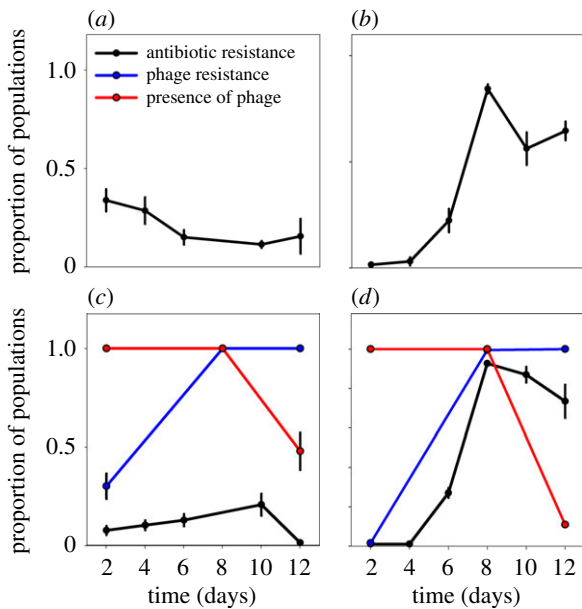 (a)
(b)
proportion of populations
1.0
0.5
0
antibiotic resistance
phage resistance
presence of phage
(c)
(d)
proportion of populations
1.0
0.5
0
2 4 6 8 10 12
2 4 6 8 10 12
time (days)
time (days)